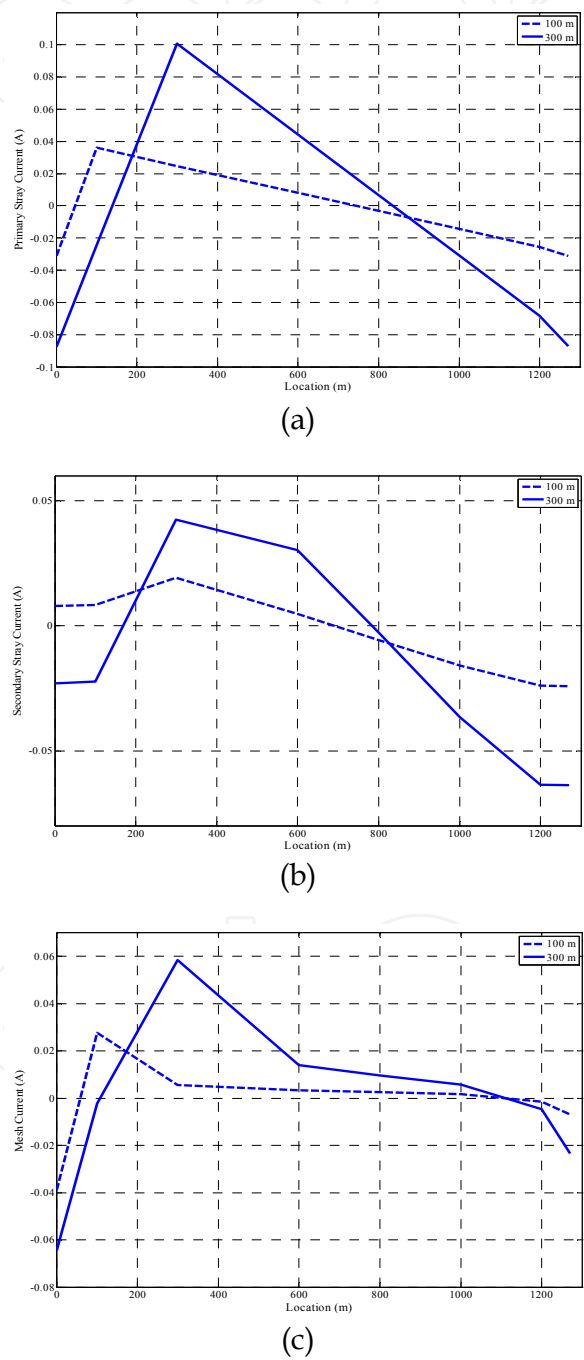 100 m
300 m
0.1
0.08
0.06
0.04
0.02
0
-0.02
-0.04
-0.06
-0.08
-0.1
Primary Stray Current (A)
0 200 400 600 800 1000 1200
Location (m)
(a)
100 m
300 m
0.05
0
-0.05
Secondary Stray Current (A)
0 200 400 600 800 1000 1200
Location (m)
(b)
100 m
300 m
0.06
0.04
0.02
0
-0.02
-0.04
-0.06
-0.08
Mesh Current (A)
0 200 400 600 800 1000 1200
Location (m)
(c)